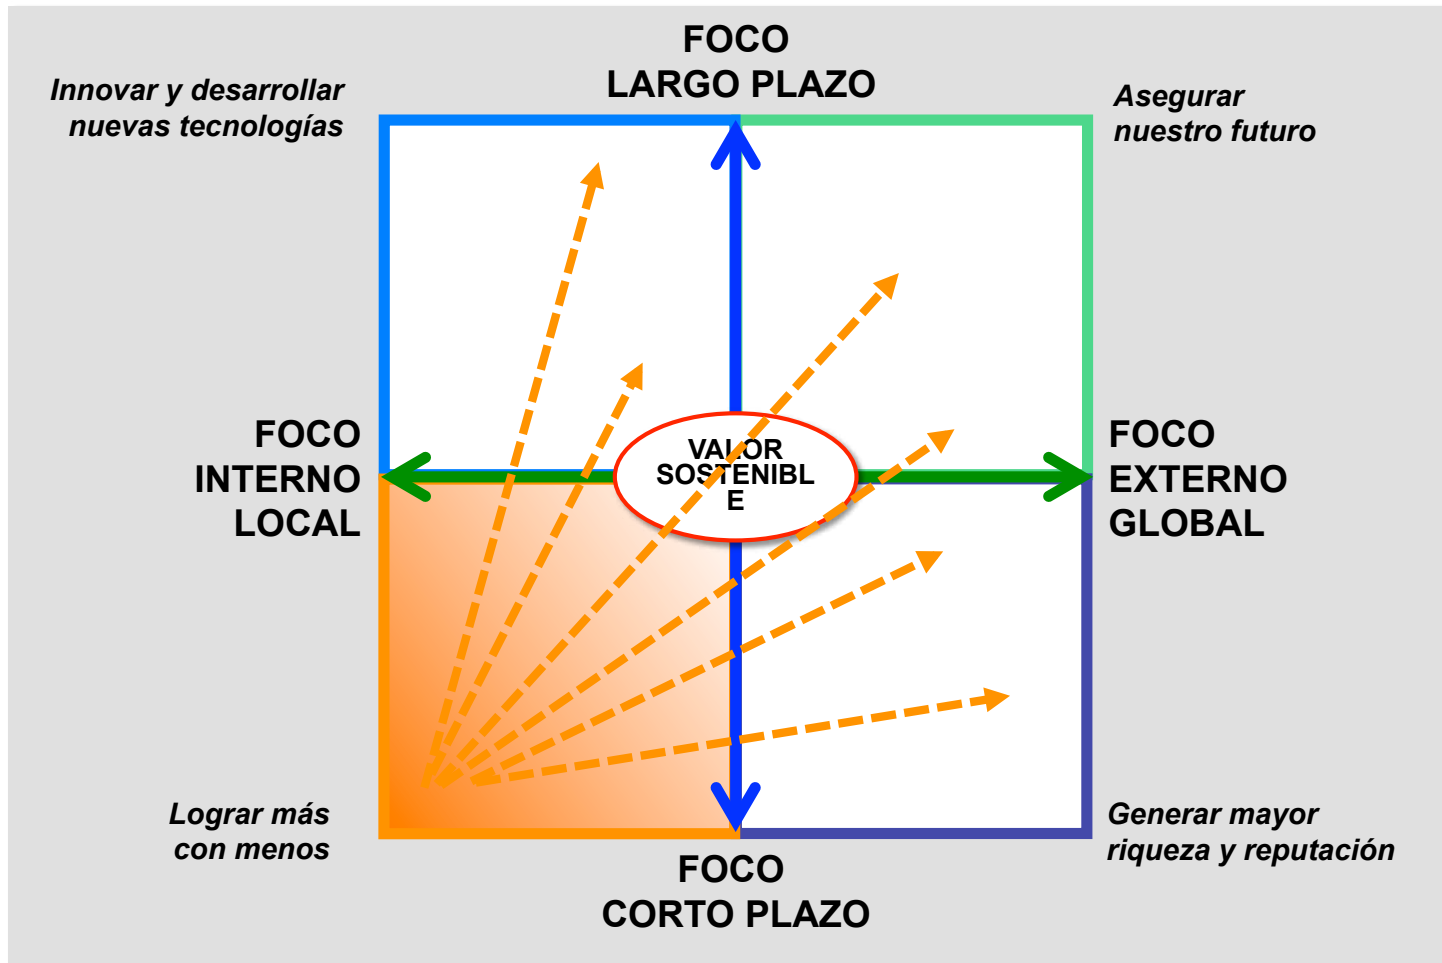 FOCO
LARGO PLAZO
Innovar y desarrollar
nuevas tecnologías
Asegurar
nuestro futuro
FOCO
INTERNO
LOCAL
VALOR
SOSTENIBL
E
FOCO
EXTERNO
GLOBAL
Lograr más
con menos
Generar mayor
riqueza y reputación
FOCO
CORTO PLAZO